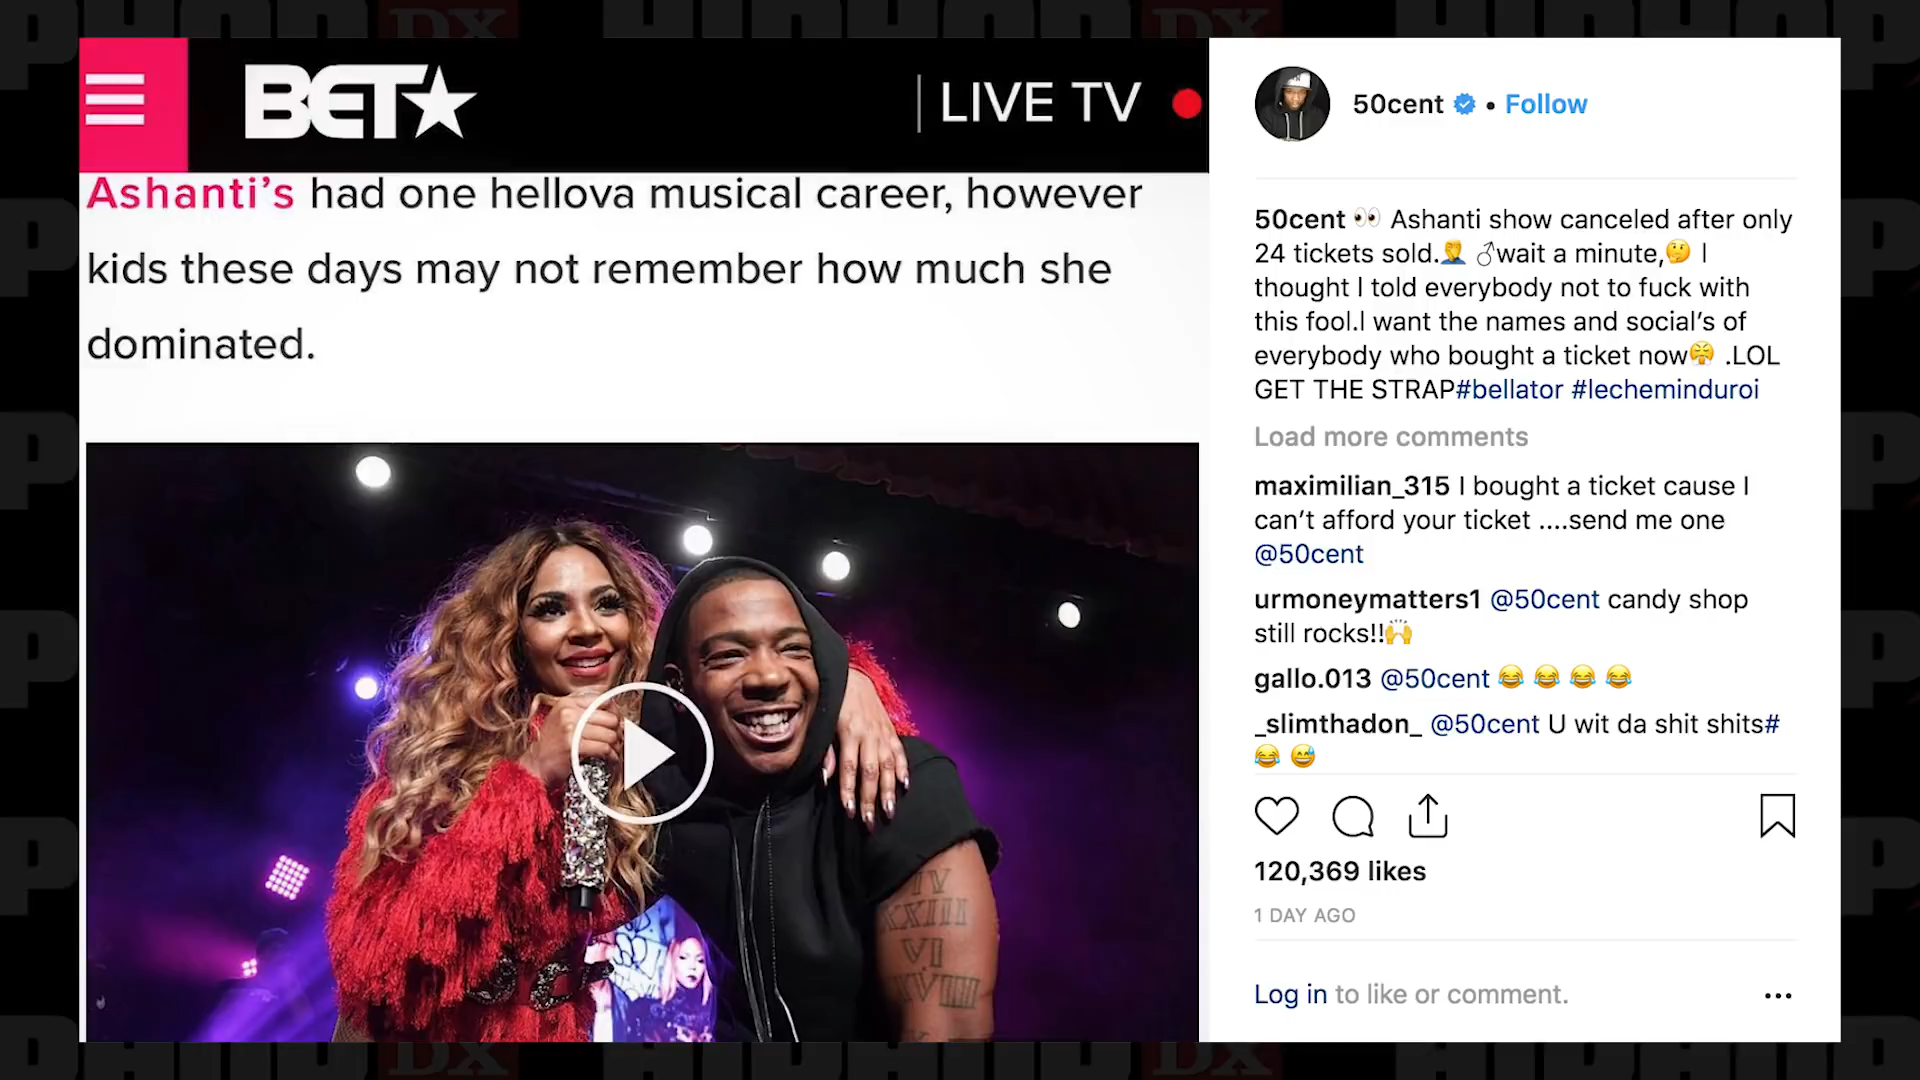 BET
LIVE TV
Ashanti's had one hellova musical career, however
kids these days may not remember how much she
dominated.
IV
XXIII
VI
XVIII
50cent • Follow
50cent 👀 Ashanti show canceled after only
24 tickets sold.🤦‍♂wait a minute,🤔 I
thought I told everybody not to fuck with
this fool.I want the names and social's of
everybody who bought a ticket now😤 .LOL
GET THE STRAP#bellator #lecheminduroi
Load more comments
maximilian_315 I bought a ticket cause I
can't afford your ticket ....send me one
@50cent
urmoneymatters1 @50cent candy shop
still rocks!!🙌
gallo.013 @50cent 😂 😂 😂 😂
_slimthadon_ @50cent U wit da shit shits#
😂 😅
120,369 likes
1 DAY AGO
Log in to like or comment.
...